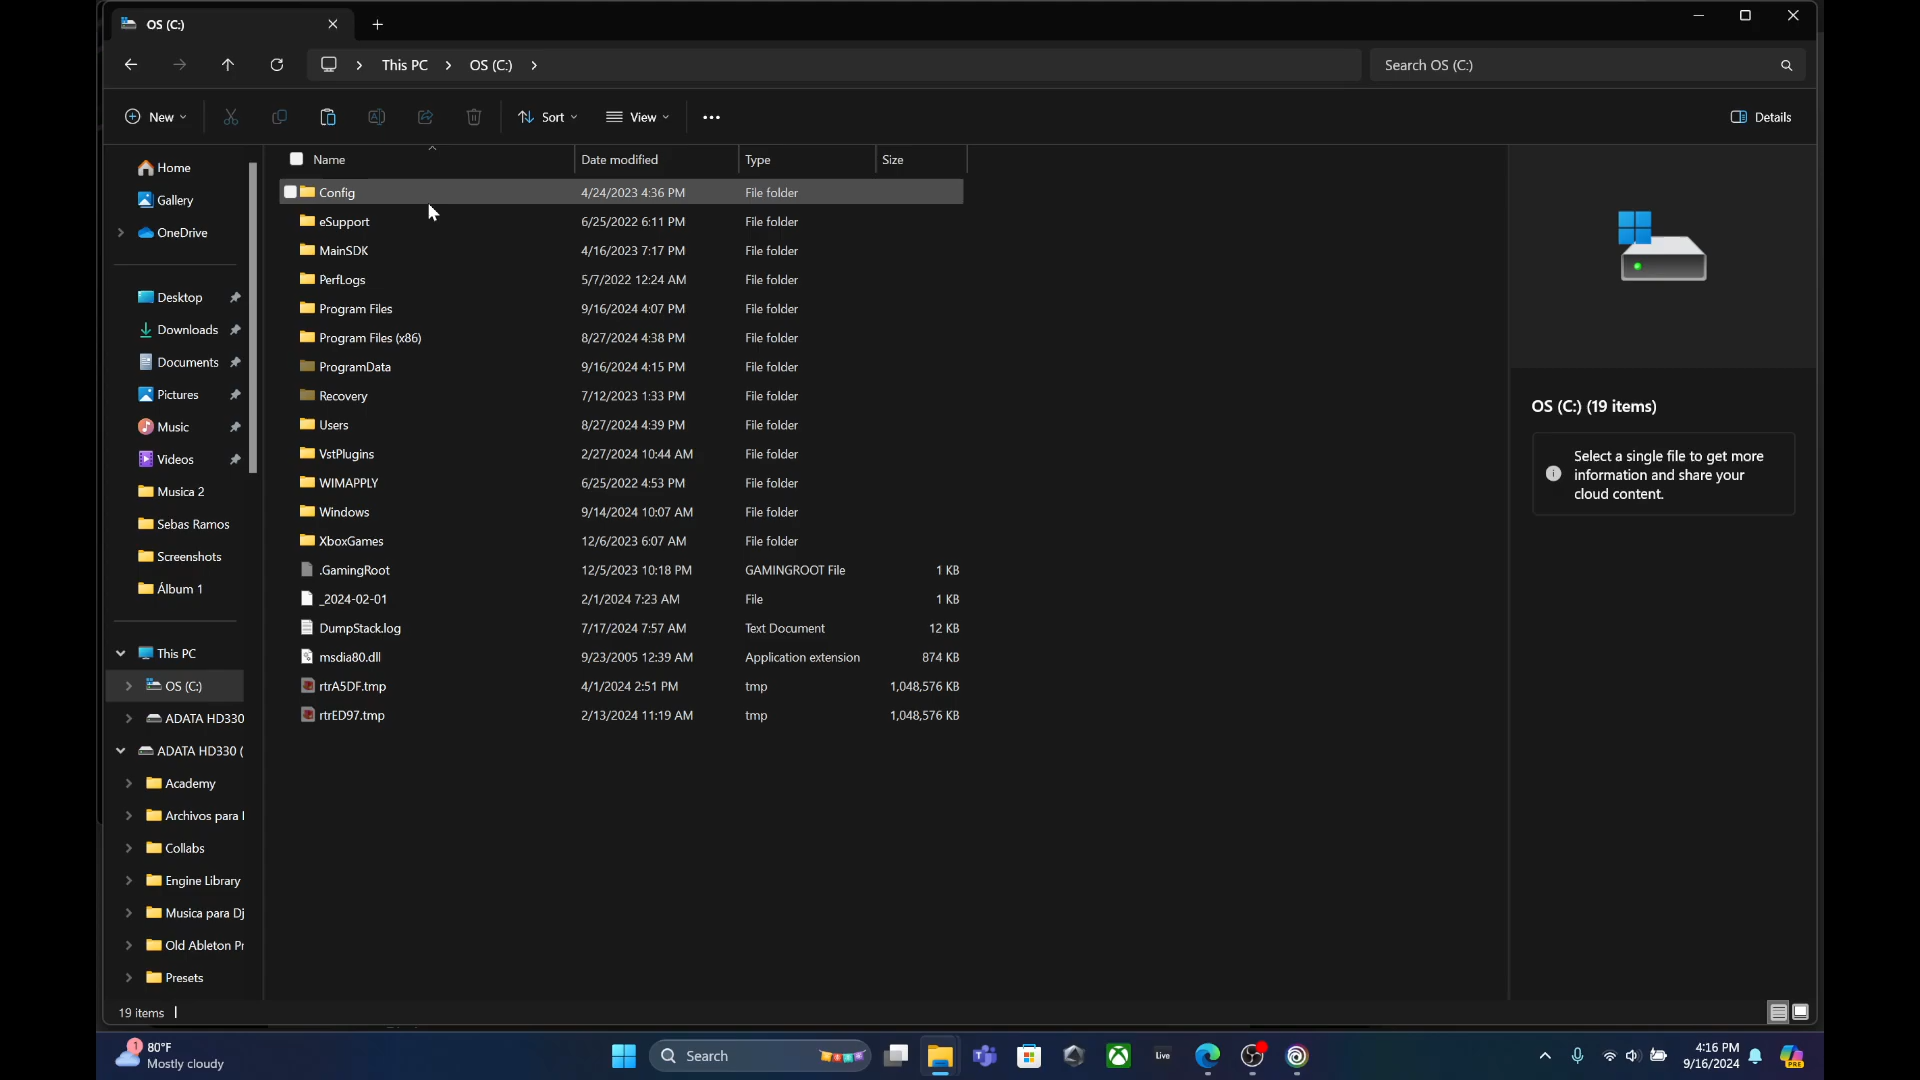 OS (C:)
This PC
OS (C:)
Search OS (C:)
New
Sort
View
Details
Home
Gallery
OneDrive
Desktop
Downloads
Documents
Pictures
Music
Videos
Musica 2
Sebas Ramos
Screenshots
Álbum 1
This PC
OS (C:)
ADATA HD330
ADATA HD330 (
Academy
Archivos para l
Collabs
Engine Library
Musica para Dj
Old Ableton Pr
Presets
Name Date modified Type Size
Config 4/24/2023 4:36 PM File folder
eSupport 6/25/2022 6:11 PM File folder
MainSDK 4/16/2023 7:17 PM File folder
PerfLogs 5/7/2022 12:24 AM File folder
Program Files 9/16/2024 4:07 PM File folder
Program Files (x86) 8/27/2024 4:38 PM File folder
ProgramData 9/16/2024 4:15 PM File folder
Recovery 7/12/2023 1:33 PM File folder
Users 8/27/2024 4:39 PM File folder
VstPlugins 2/27/2024 10:44 AM File folder
WIMAPPLY 6/25/2022 4:53 PM File folder
Windows 9/14/2024 10:07 AM File folder
XboxGames 12/6/2023 6:07 AM File folder
.GamingRoot 12/5/2023 10:18 PM GAMINGROOT File 1 KB
_2024-02-01 2/1/2024 7:23 AM File 1 KB
DumpStack.log 7/17/2024 7:57 AM Text Document 12 KB
msdia80.dll 9/23/2005 12:39 AM Application extension 874 KB
rtrA5DF.tmp 4/1/2024 2:51 PM tmp 1,048,576 KB
rtrED97.tmp 2/13/2024 11:19 AM tmp 1,048,576 KB
OS (C:) (19 items)
Select a single file to get more
information and share your
cloud content.
19 items
1
80°F
Mostly cloudy
Search
Live
4:16 PM
9/16/2024
PRE